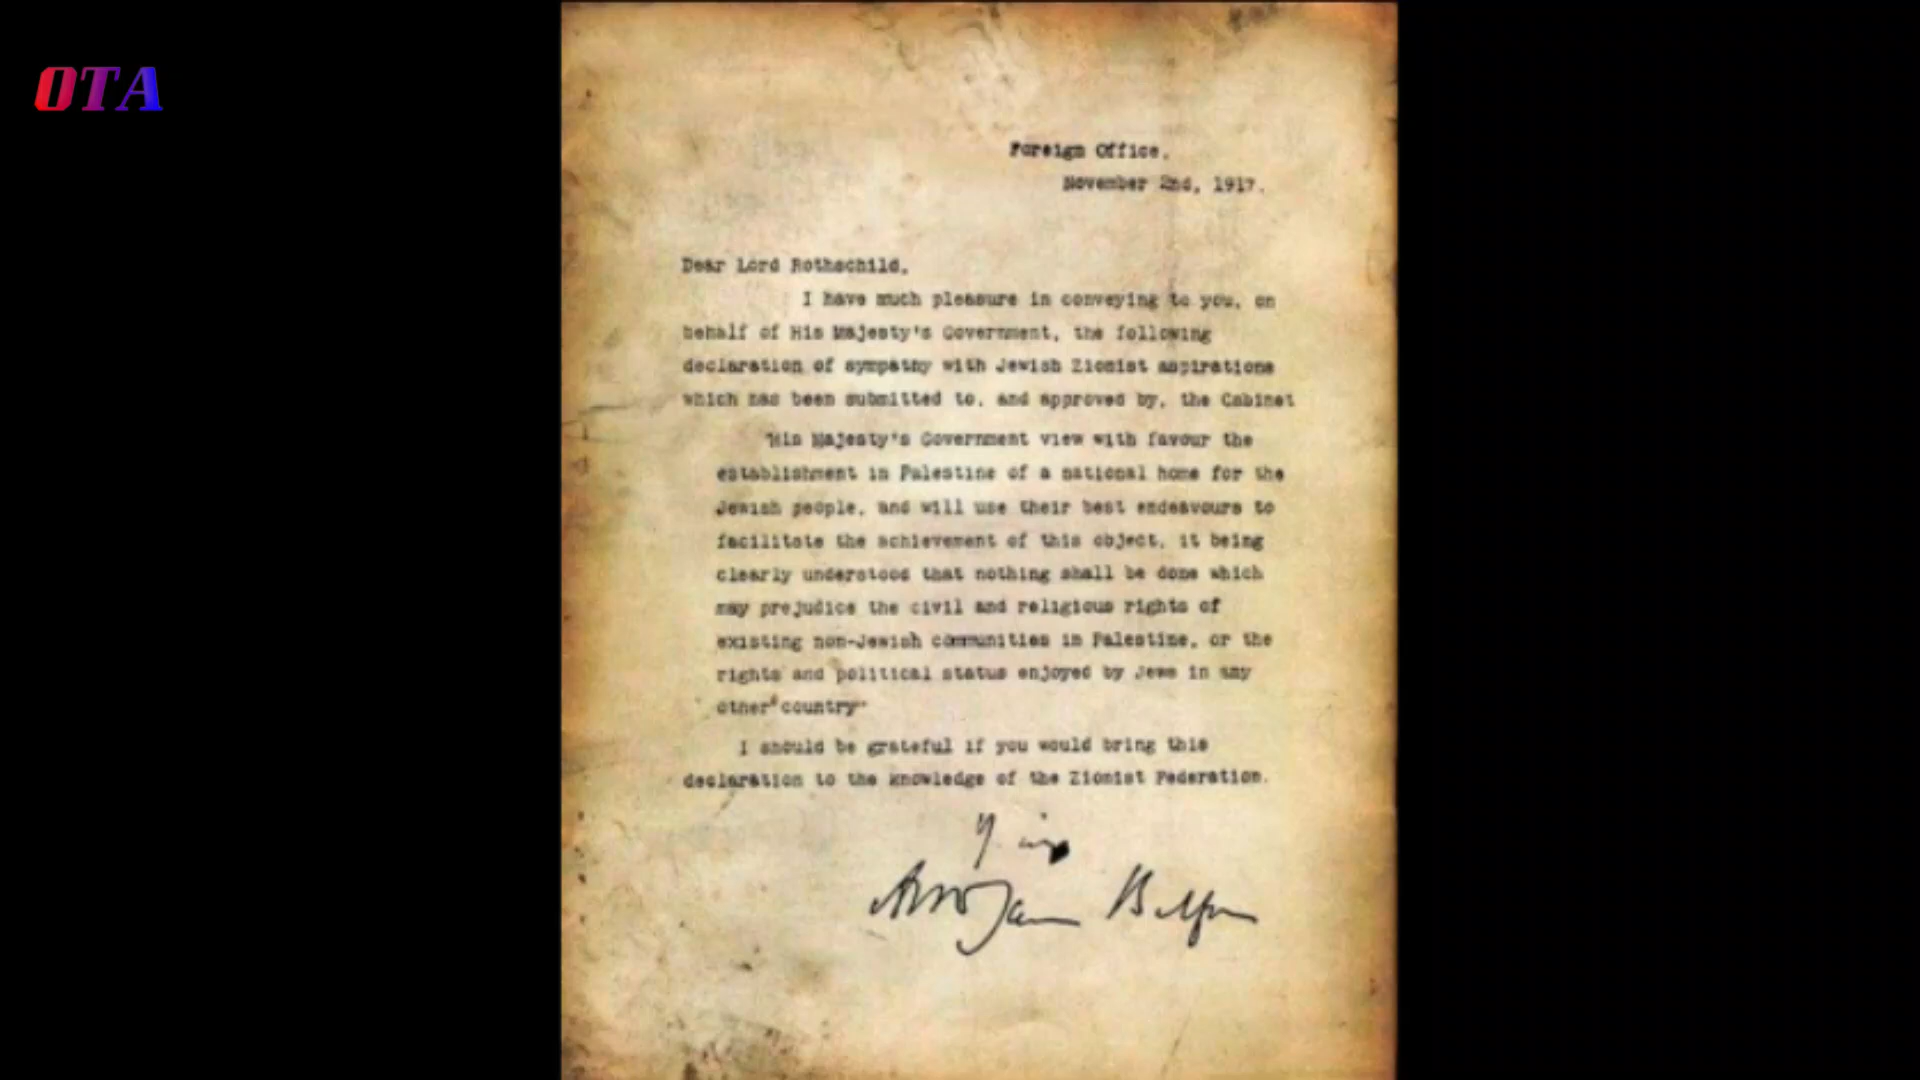 OTA
Foreign Office.
November 2nd, 1917.
Dear Lord Rothschild,
I have much pleasure in conveying to you, on
behalf of His Majesty's Government, the following
declaration of sympathy with Jewish Zionist aspirations
which has been submitted to, and approved by, the Cabinet
"His Majesty's Government view with favour the
establishment in Palestine of a national home for the
Jewish people, and will use their best endeavours to
facilitate the achievement of this object, it being
clearly understood that nothing shall be done which
may prejudice the civil and religious rights of
existing non-Jewish communities in Palestine, or the
rights and political status enjoyed by Jews in any
other country"
I should be grateful if you would bring this
declaration to the knowledge of the Zionist Federation.